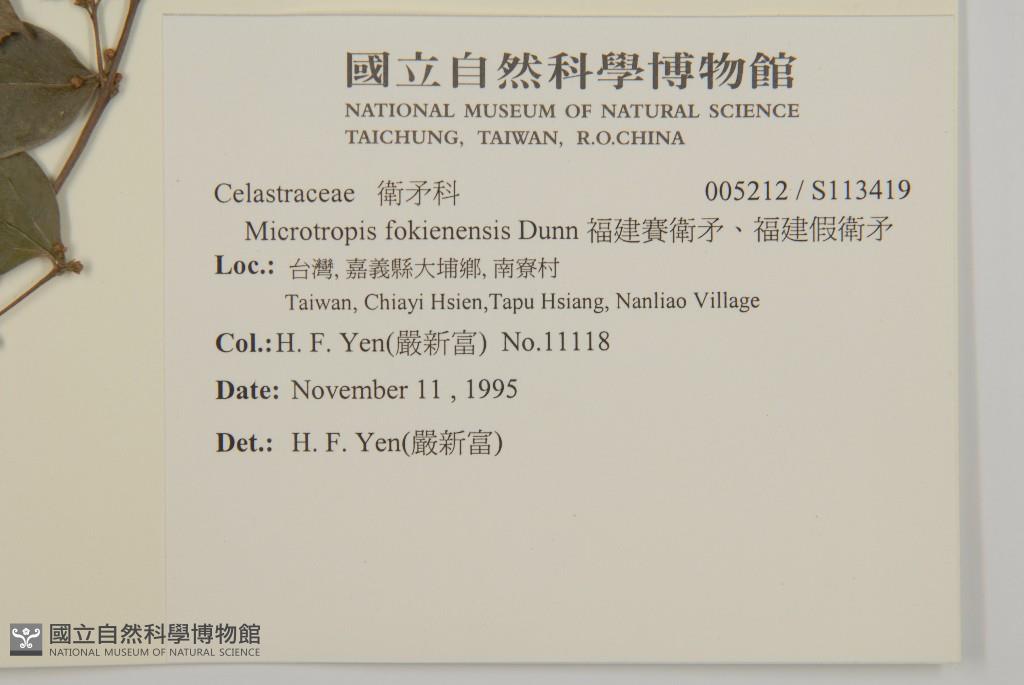 國立自然科學博物館
NATIONAL MUSEUM OF NATURAL SCIENCE
TAICHUNG, TAIWAN, R.O.CHINA
Celastraceae 衛矛科 005212 / S113419
Microtropis fokienensis Dunn 福建賽衛矛、福建假衛矛
Loc.: 台灣, 嘉義縣大埔鄉, 南寮村
Taiwan, Chiayi Hsien,Tapu Hsiang, Nanliao Village
Col.: H. F. Yen(嚴新富) No.11118
Date: November 11 , 1995
Det.: H. F. Yen(嚴新富)
國立自然科學博物館
NATIONAL MUSEUM OF NATURAL SCIENCE